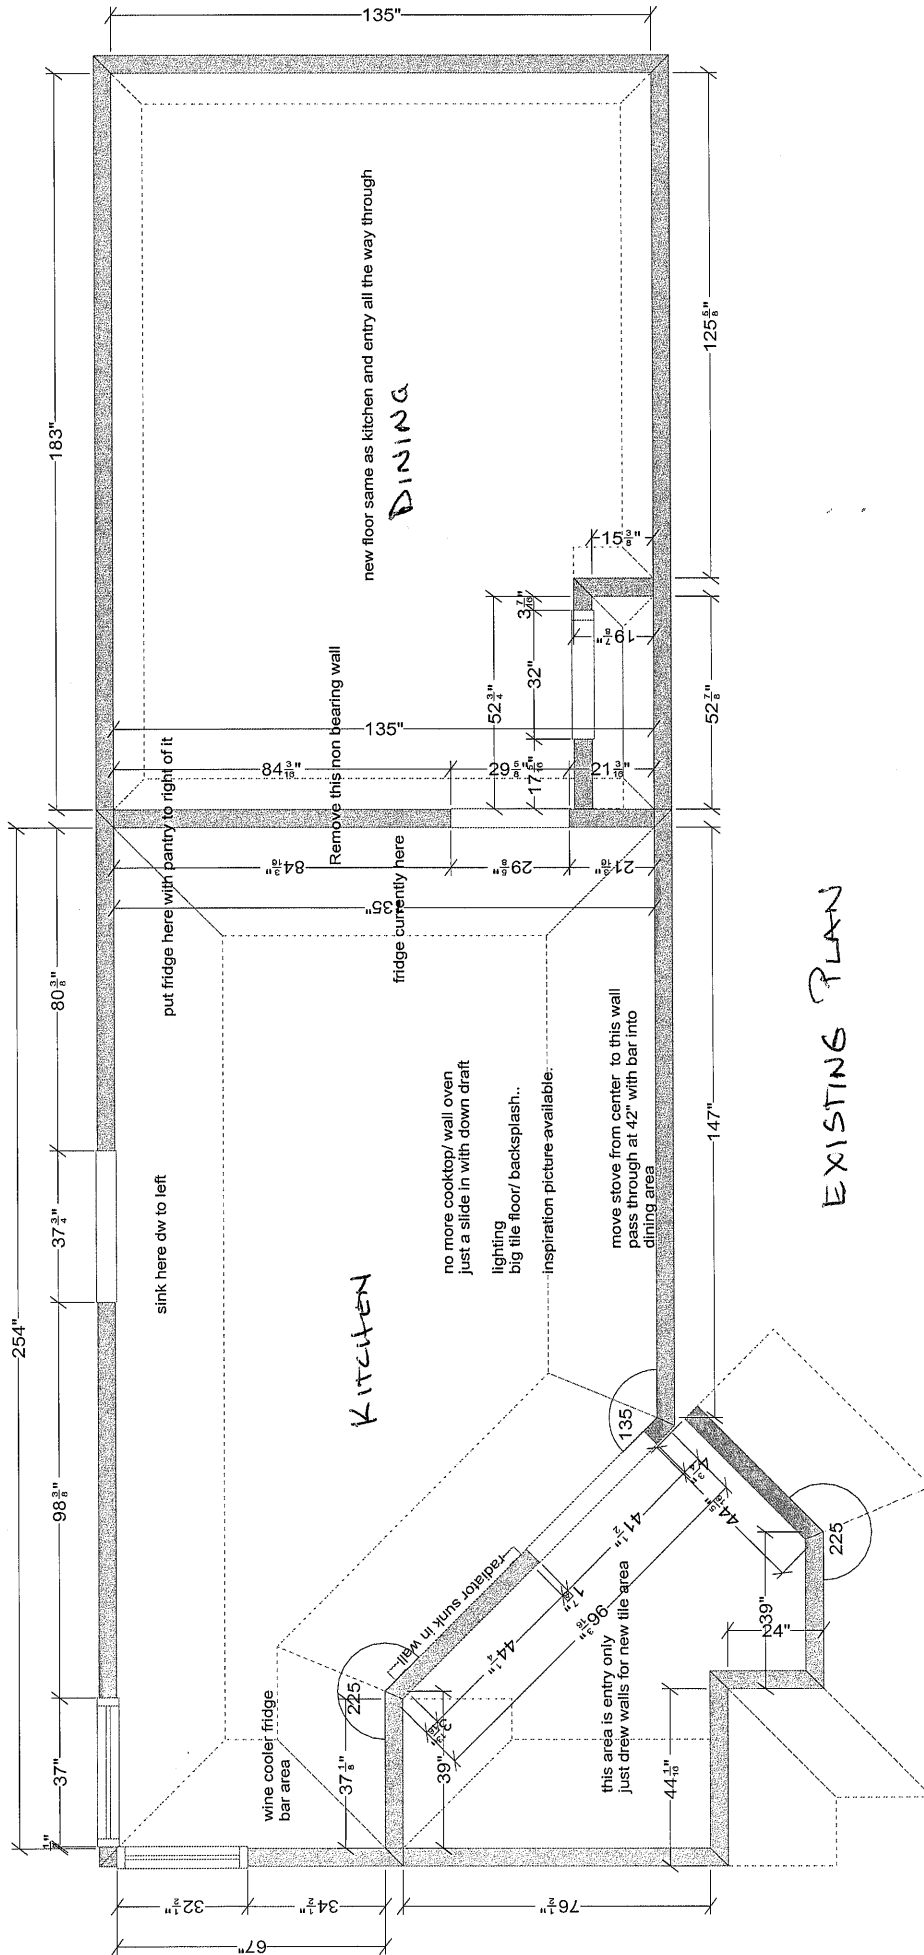 135"
183"
254"
80 3/8"
37 3/4"
98 3/8"
37"
new floor same as kitchen and entry all the way through
DINING
125 5/8"
15 3/8"
19 7/8"
3 7/16"
32"
52 3/4"
17 5/16"
52 7/8"
135"
84 3/16"
29 5/8"
21 3/16"
Remove this non bearing wall
put fridge here with pantry to right of it
84 3/16"
29 5/8"
21 3/16"
35"
fridge currently here
sink here dw to left
KITCHEN
no more cooktop/ wall oven
just a slide in with down draft
lighting
big tile floor/ backsplash..
inspiration picture available.
move stove from center to this wall
pass through at 42" with bar into
dining area
147"
EXISTING PLAN
135
radiator sunk in wall
225
wine cooler fridge
bar area
37 1/8"
39"
44 1/4"
41 1/2"
96 3/16"
44 5/16"
225
39"
24"
this area is entry only
just drew walls for new tile area
44 1/16"
32 1/2"
34 1/2"
67"
76 1/2"